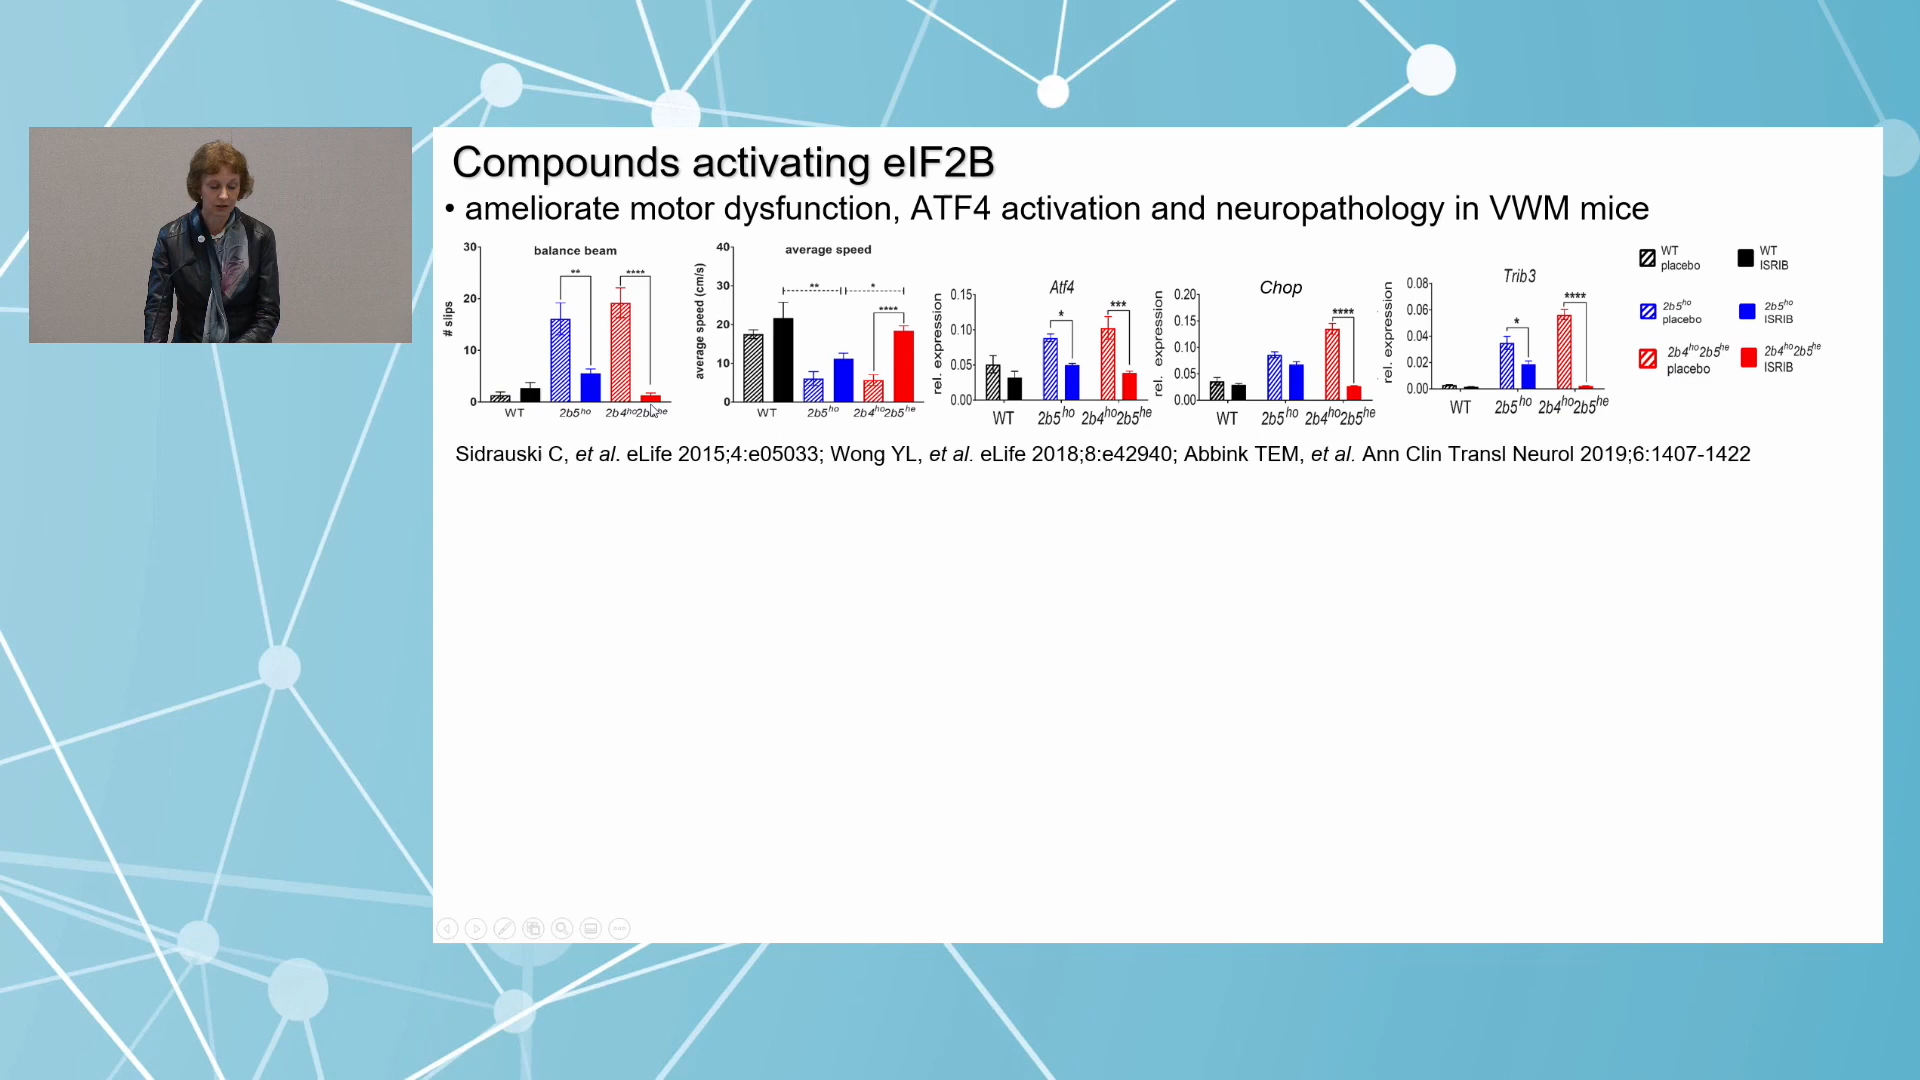 Compounds activating eIF2B
• ameliorate motor dysfunction, ATF4 activation and neuropathology in VWM mice
balance beam
# slips
30
20
10
0
**
****
WT
2b5ho
average speed
average speed (cm/s)
40
30
20
10
0
**
*
****
WT
2b5ho
2b4ho2b5he
Atf4
rel. expression
0.15
0.10
0.05
0.00
*
***
WT
2b5ho
2b4ho2b5he
Chop
rel. expression
0.20
0.15
0.10
0.05
0.00
****
WT
2b5ho
2b4ho2b5he
Trib3
rel. expression
0.08
0.06
0.04
0.02
0.00
*
****
WT
2b5ho
2b4ho2b5he
WT
placebo
WT
ISRIB
2b5ho
placebo
2b5ho
ISRIB
2b4ho2b5he
placebo
2b4ho2b5he
ISRIB
Sidrauski C, et al. eLife 2015;4:e05033; Wong YL, et al. eLife 2018;8:e42940; Abbink TEM, et al. Ann Clin Transl Neurol 2019;6:1407-1422